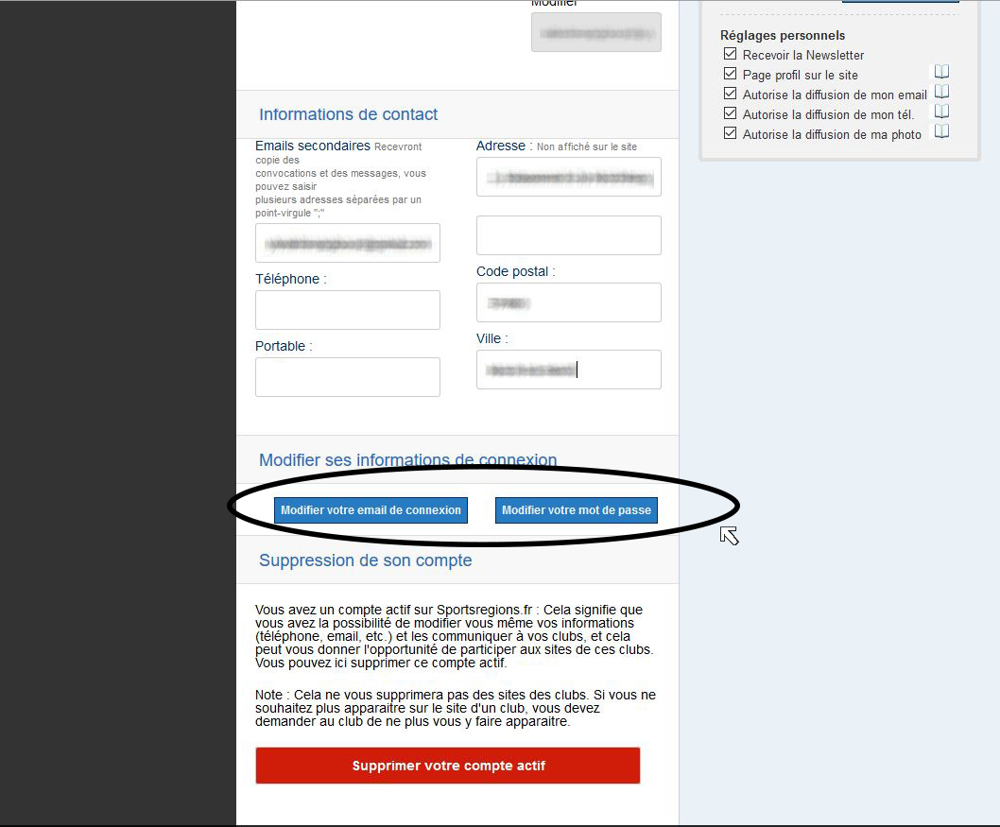 Modifier
Informations de contact
Emails secondaires Recevront
copie des
convocations et des messages, vous
pouvez saisir
plusieurs adresses séparées par un
point-virgule ";"
Téléphone :
Portable :
Adresse : Non affiché sur le site
Code postal :
Ville :
Modifier ses informations de connexion
Modifier votre email de connexion
Modifier votre mot de passe
Suppression de son compte
Vous avez un compte actif sur Sportsregions.fr : Cela signifie que
vous avez la possibilité de modifier vous même vos informations
(téléphone, email, etc.) et les communiquer à vos clubs, et cela
peut vous donner l'opportunité de participer aux sites de ces clubs.
Vous pouvez ici supprimer ce compte actif.
Note : Cela ne vous supprimera pas des sites des clubs. Si vous ne
souhaitez plus apparaitre sur le site d'un club, vous devez
demander au club de ne plus vous y faire apparaitre.
Supprimer votre compte actif
Réglages personnels
Recevoir la Newsletter
Page profil sur le site
Autorise la diffusion de mon email
Autorise la diffusion de mon tél.
Autorise la diffusion de ma photo